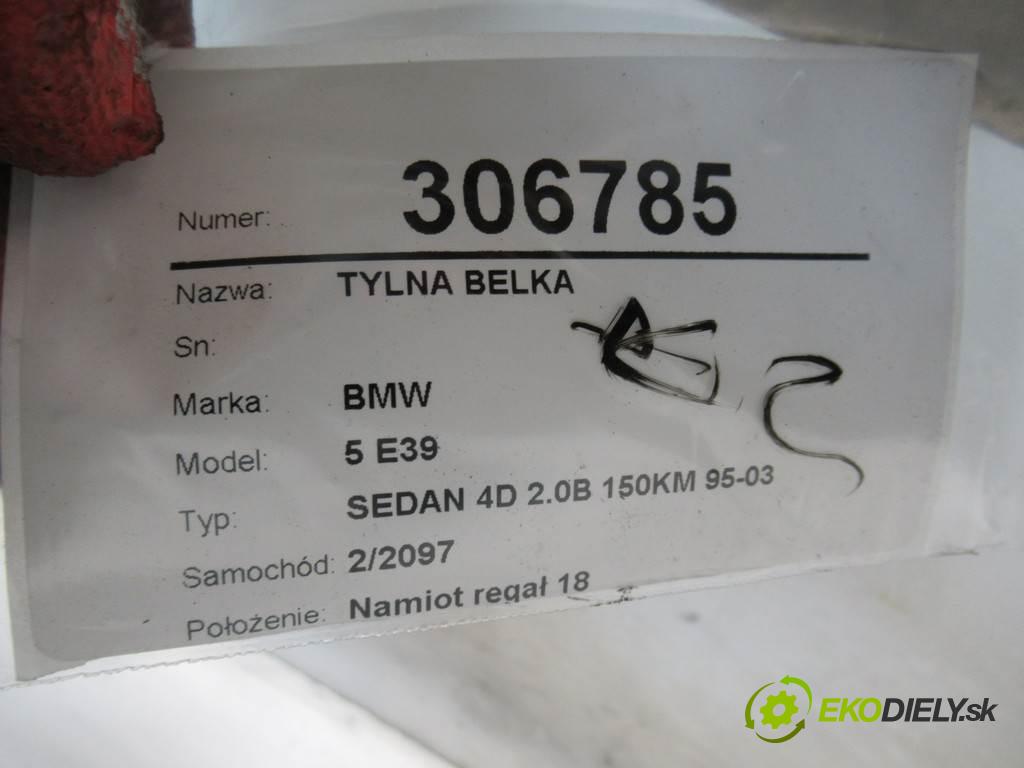 Numer: 306785
Nazwa: TYLNA BELKA
Sn:
Marka: BMW
Model: 5 E39
Typ: SEDAN 4D 2.0B 150KM 95-03
Samochód: 2/2097
Położenie: Namiot regał 18
EKODIELY.sk